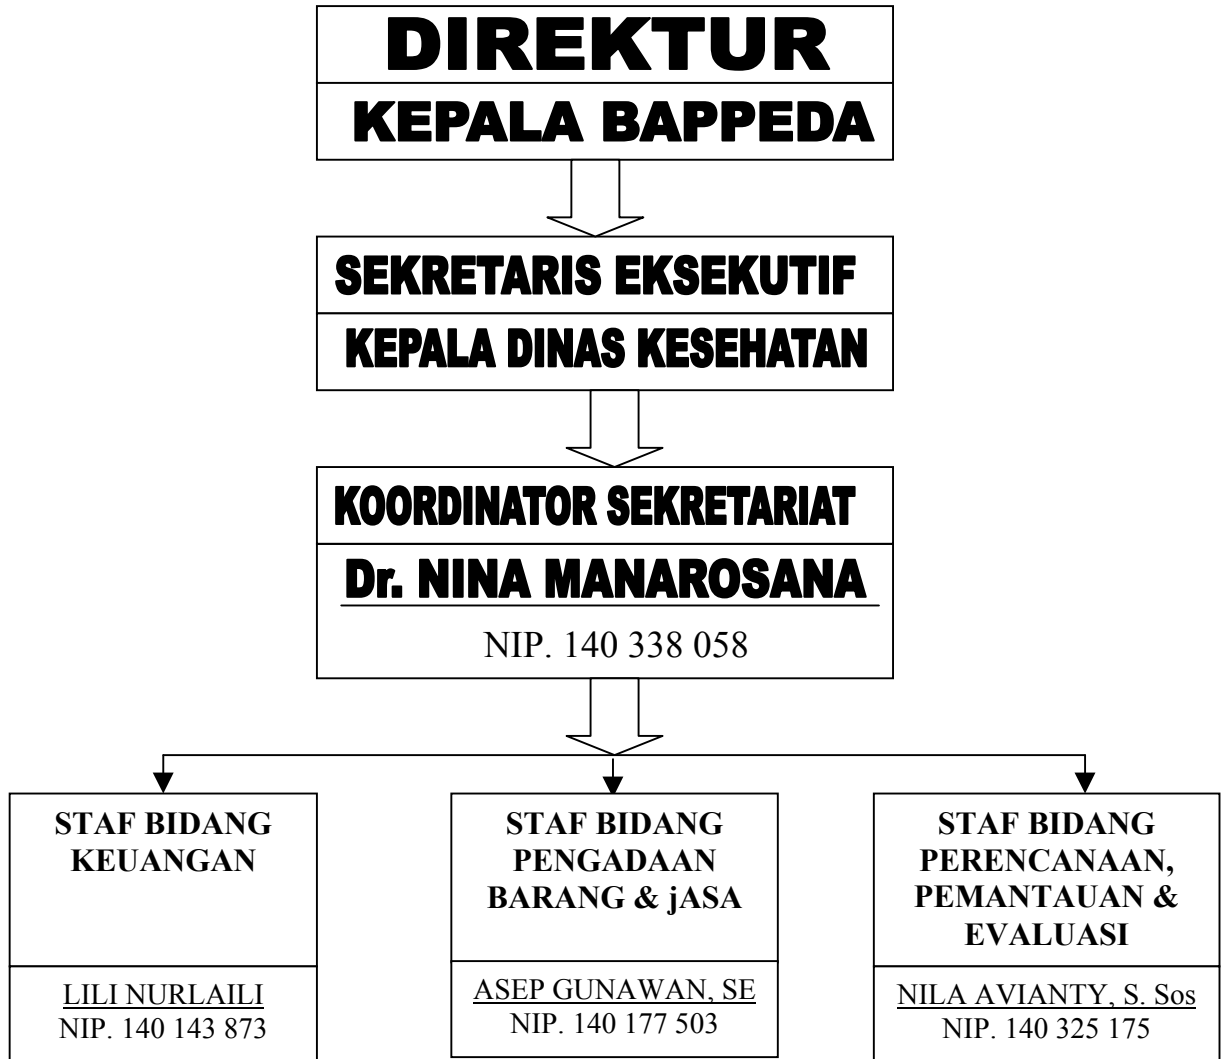 DIREKTUR
KEPALA BAPPEDA
SEKRETARIS EKSEKUTIF
KEPALA DINAS KESEHATAN
KOORDINATOR SEKRETARIAT
Dr. NINA MANAROSANA
NIP. 140 338 058
STAF BIDANG
KEUANGAN
LILI NURLAILI
NIP. 140 143 873
STAF BIDANG
PENGADAAN
BARANG & jASA
ASEP GUNAWAN, SE
NIP. 140 177 503
STAF BIDANG
PERENCANAAN,
PEMANTAUAN &
EVALUASI
NILA AVIANTY, S. Sos
NIP. 140 325 175